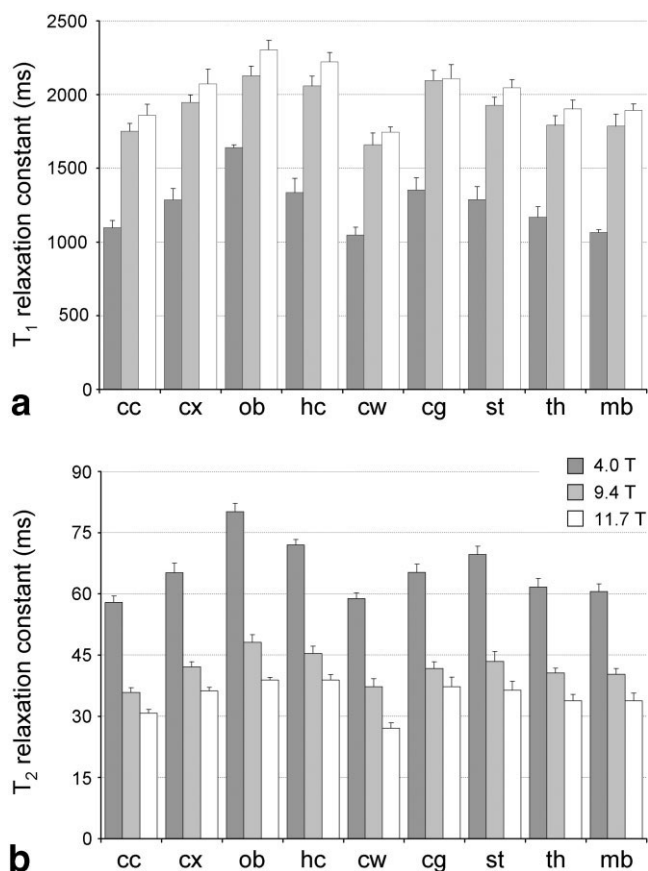 2500
2000
1500
1000
500
0
T₁ relaxation constant (ms)
cc cx ob hc cw cg st th mb
a
90
75
60
45
30
15
0
T₂ relaxation constant (ms)
4.0 T
9.4 T
11.7 T
cc cx ob hc cw cg st th mb
b